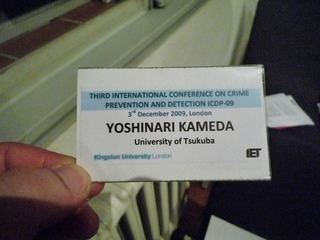 THIRD INTERNATIONAL CONFERENCE ON CRIME
PREVENTION AND DETECTION ICDP-09
3rd December 2009, London
YOSHINARI KAMEDA
University of Tsukuba
Kingston University London
IET